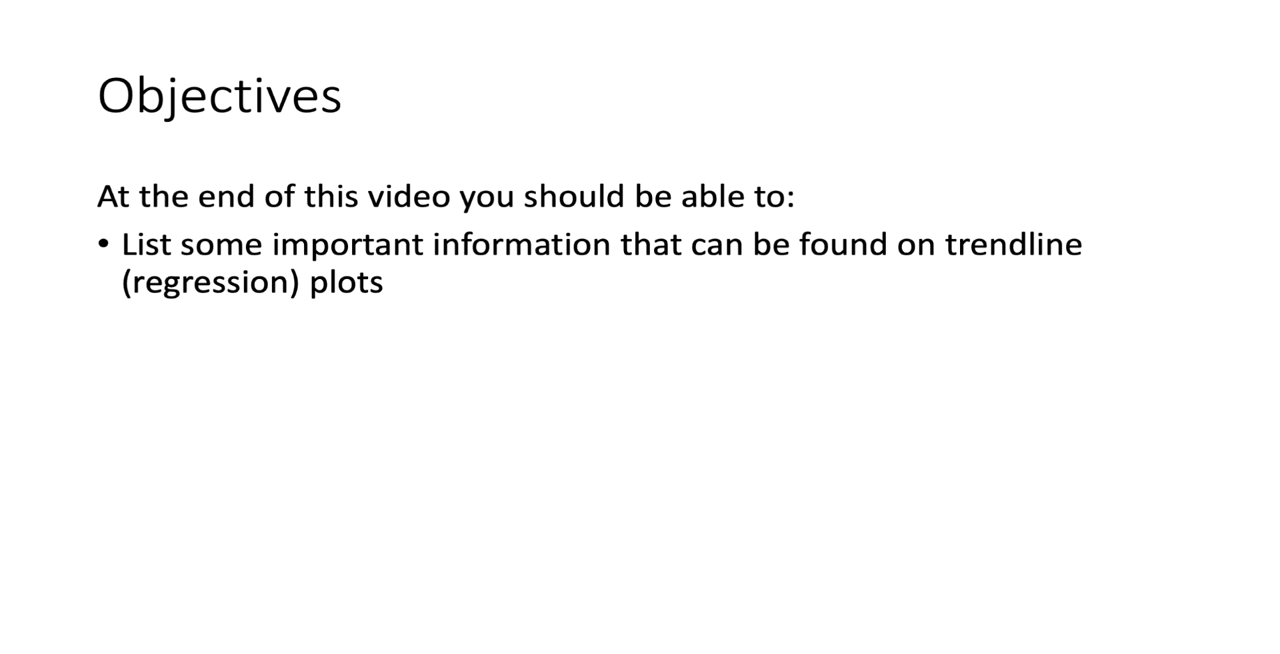 Objectives
At the end of this video you should be able to:
• List some important information that can be found on trendline
(regression) plots